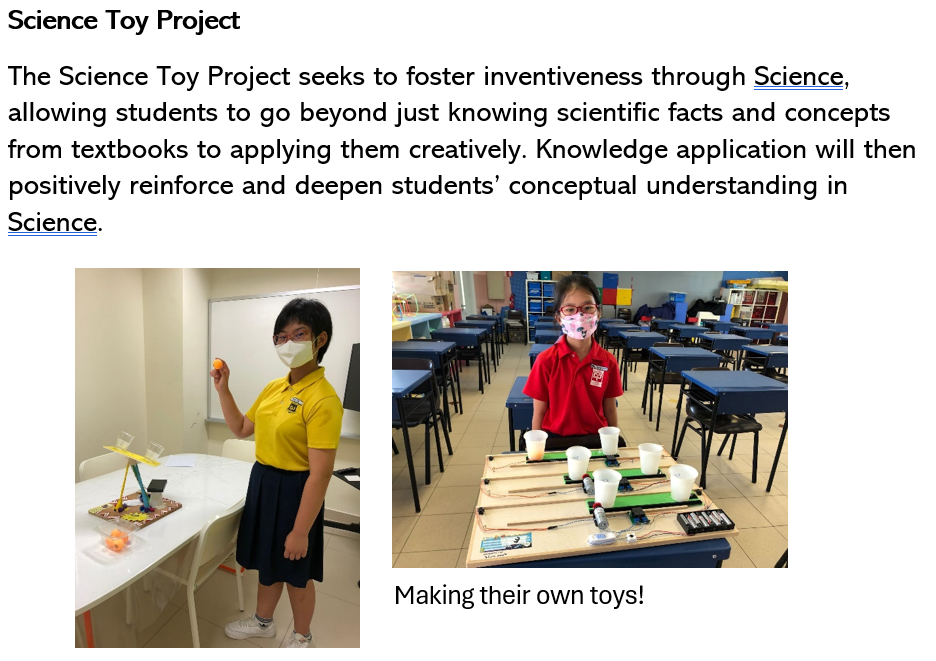 Science Toy Project
The Science Toy Project seeks to foster inventiveness through Science,
allowing students to go beyond just knowing scientific facts and concepts
from textbooks to applying them creatively. Knowledge application will then
positively reinforce and deepen students’ conceptual understanding in
Science.
Making their own toys!